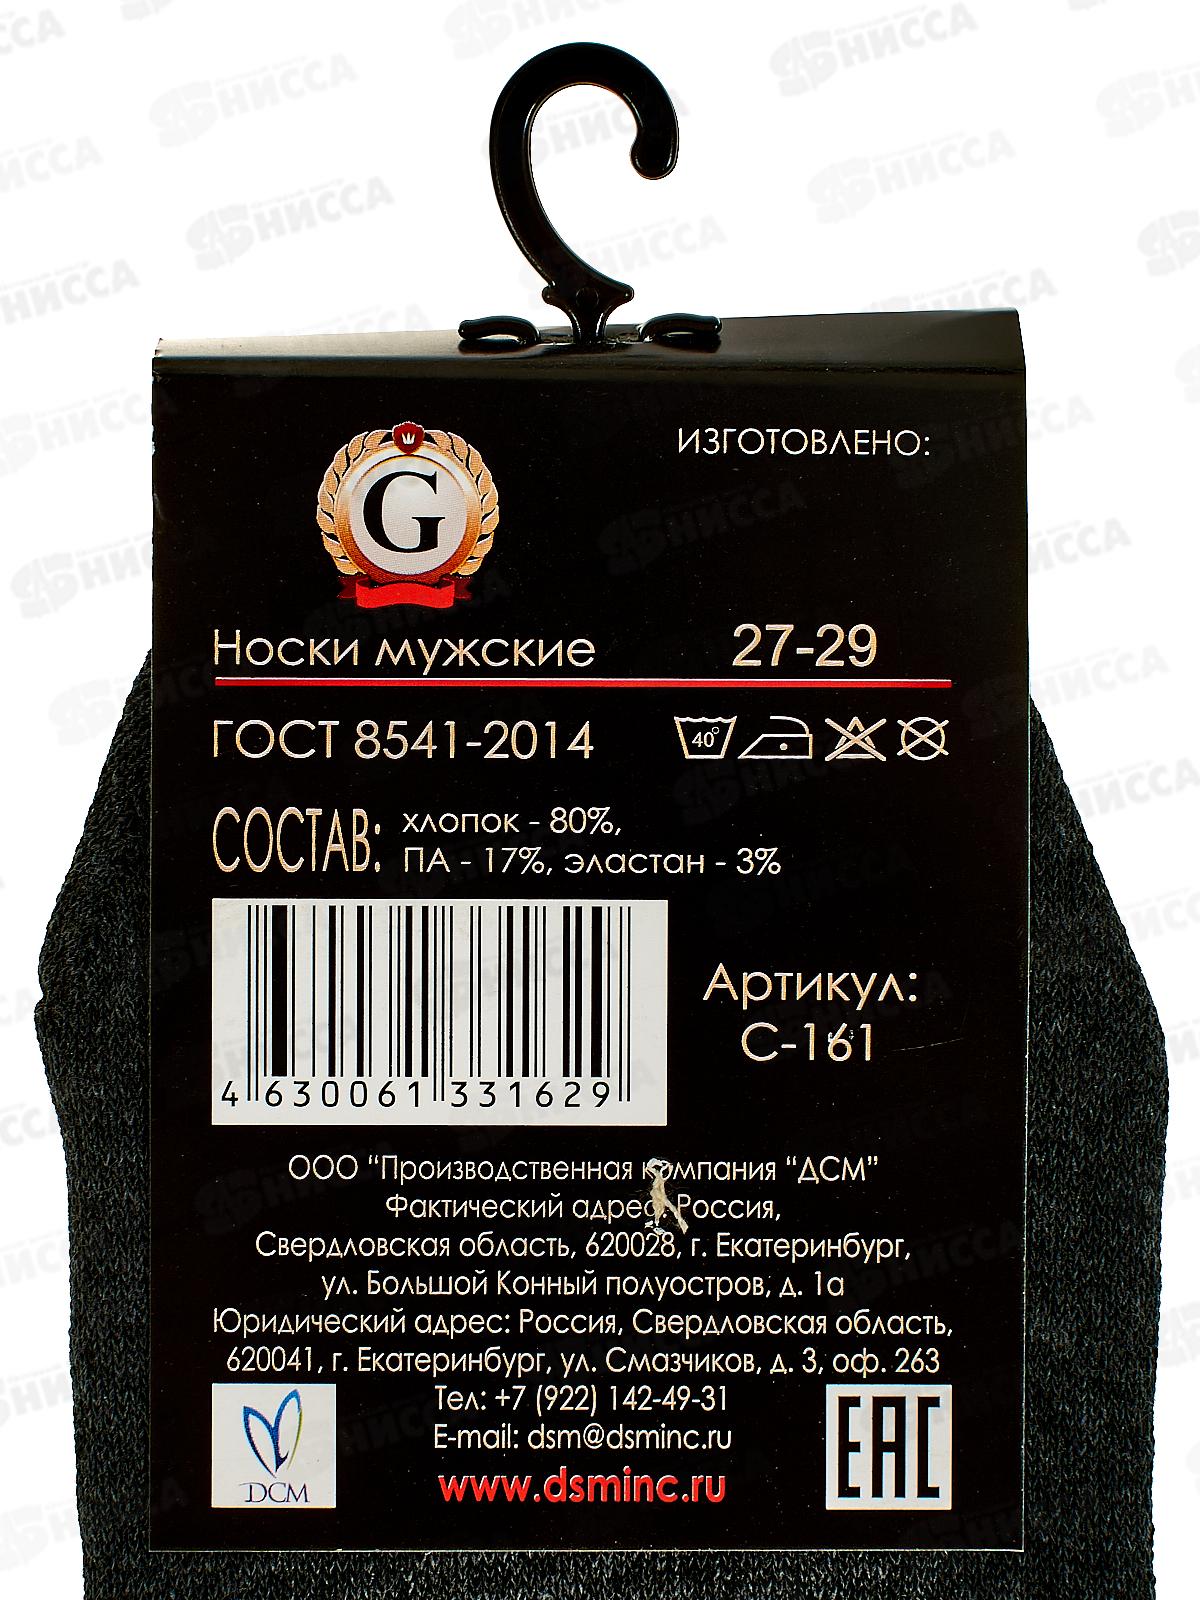 ИЗГОТОВЛЕНО:
G
Носки мужские 27-29
ГОСТ 8541-2014
40°
СОСТАВ: хлопок - 80%,
ПА - 17%, эластан - 3%
Артикул:
С-161
4 630061 331629
ООО “Производственная компания “ДСМ”
Фактический адрес: Россия,
Свердловская область, 620028, г. Екатеринбург,
ул. Большой Конный полуостров, д. 1а
Юридический адрес: Россия, Свердловская область,
620041, г. Екатеринбург, ул. Смазчиков, д. 3, оф. 263
Тел: +7 (922) 142-49-31
E-mail: dsm@dsminc.ru
www.dsminc.ru
ДСМ
EAC